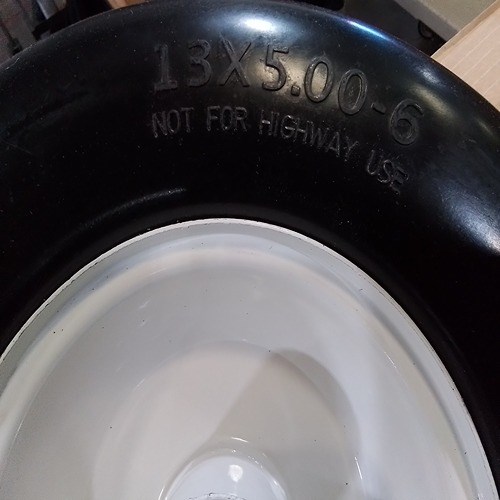 13X5.00-6
NOT FOR HIGHWAY USE